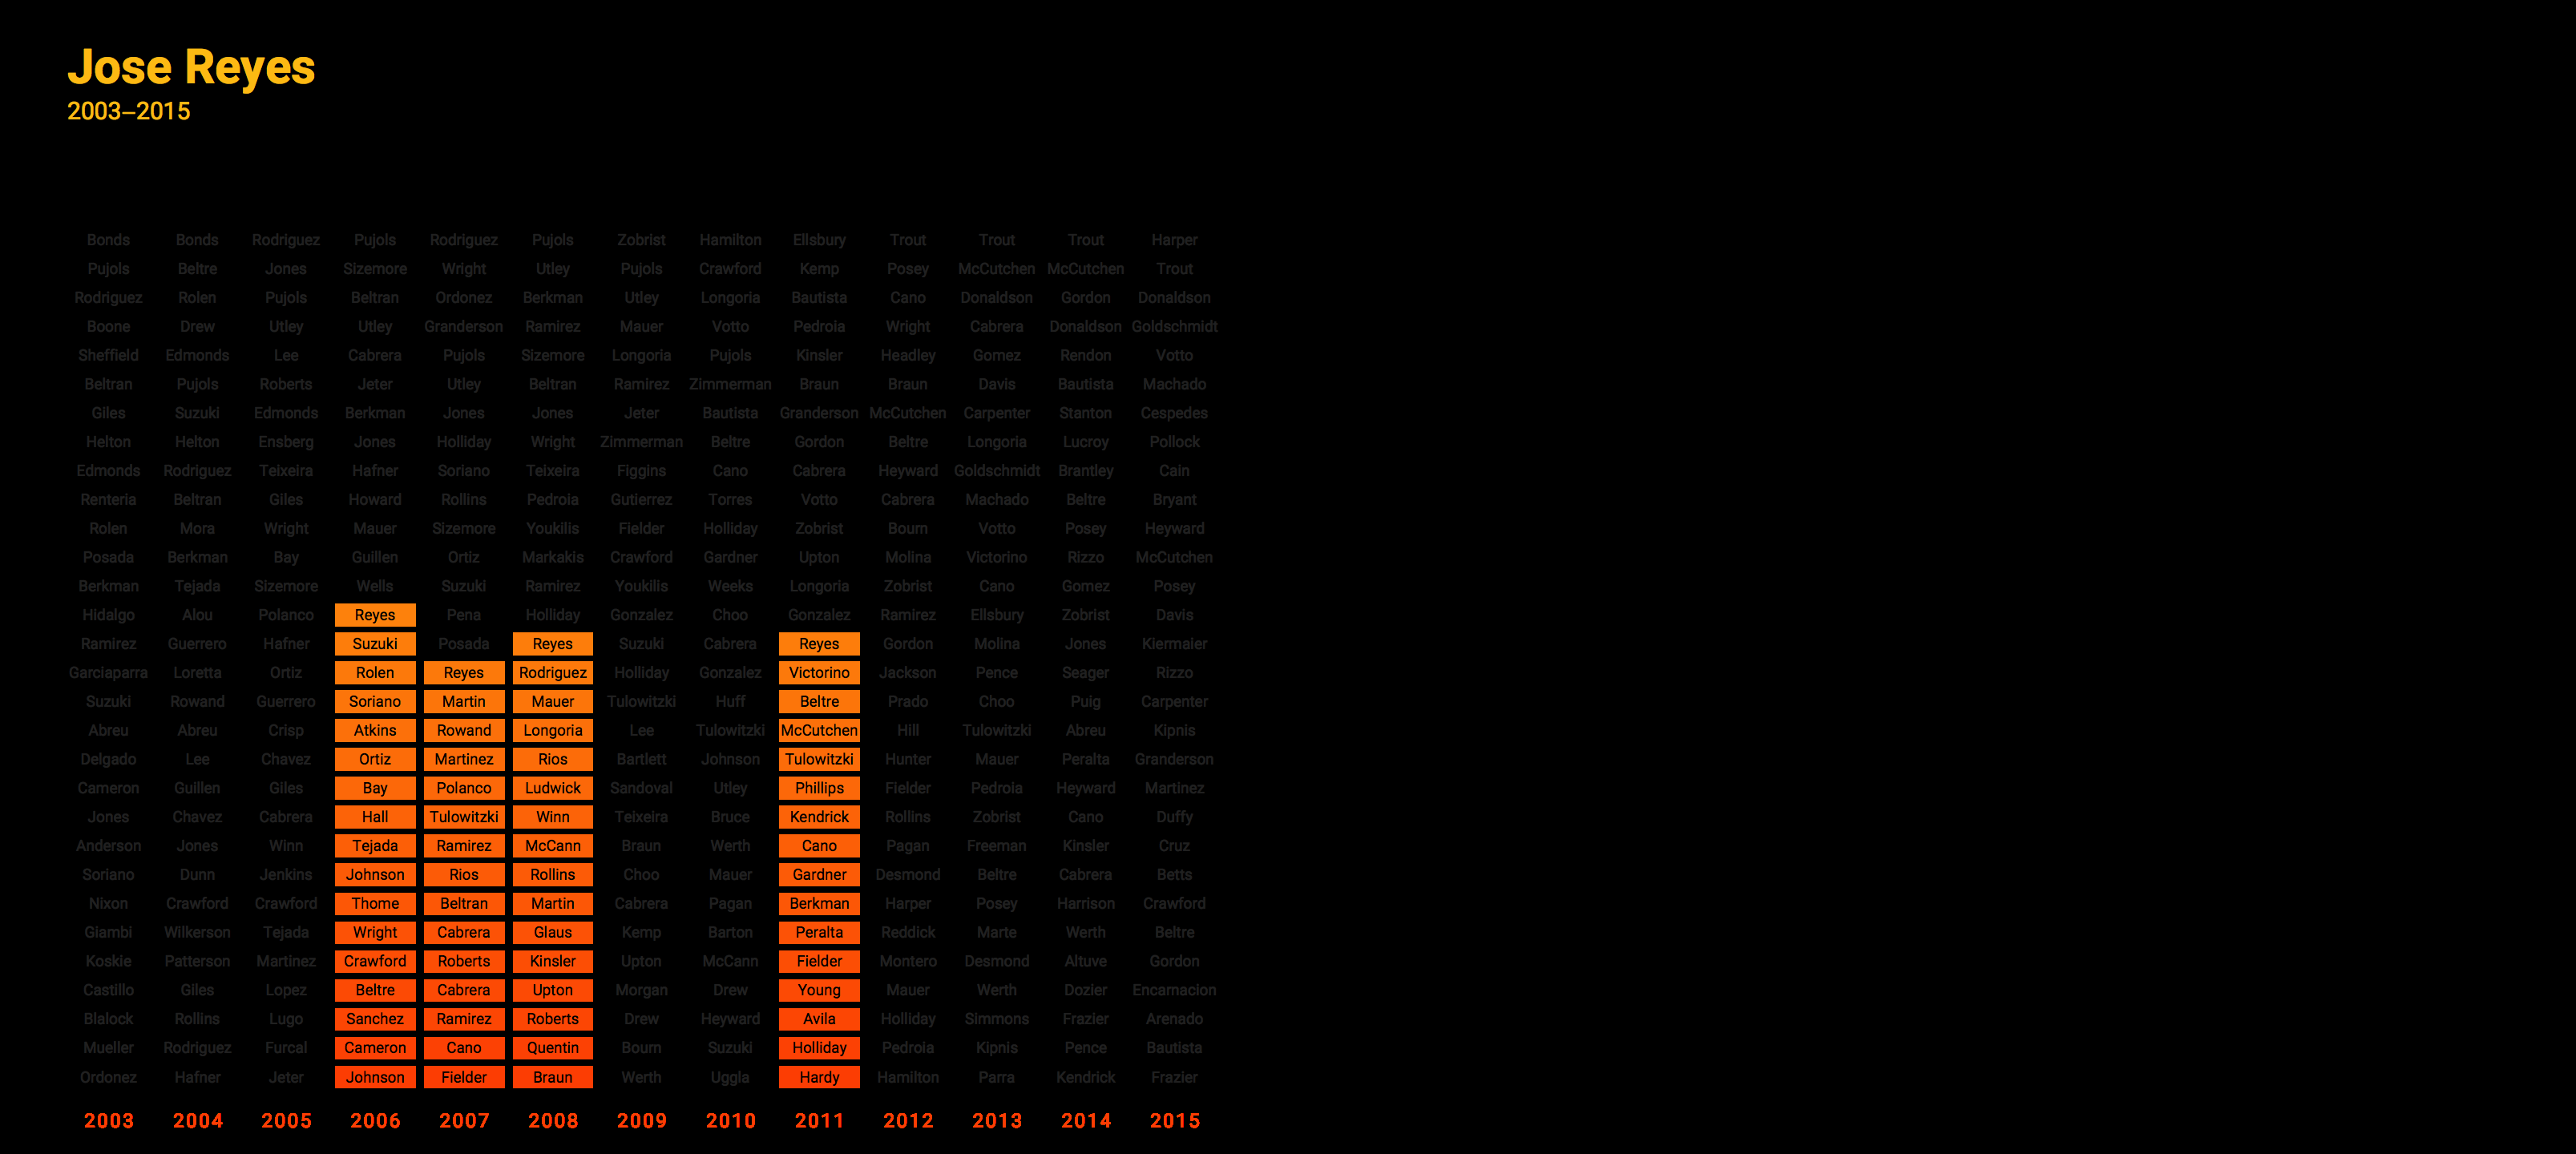 Jose Reyes
2003–2015
Bonds Bonds Rodriguez Pujols Rodriguez Pujols Zobrist Hamilton Ellsbury Trout Trout Trout Harper
Pujols Beltre Jones Sizemore Wright Utley Pujols Crawford Kemp Posey McCutchen McCutchen Trout
Rodriguez Rolen Pujols Beltran Ordonez Berkman Utley Longoria Bautista Cano Donaldson Gordon Donaldson
Boone Drew Utley Utley Granderson Ramirez Mauer Votto Pedroia Wright Cabrera Donaldson Goldschmidt
Sheffield Edmonds Lee Cabrera Pujols Sizemore Longoria Pujols Kinsler Headley Gomez Rendon Votto
Beltran Pujols Roberts Jeter Utley Beltran Ramirez Zimmerman Braun Braun Davis Bautista Machado
Giles Suzuki Edmonds Berkman Jones Jones Jeter Bautista Granderson McCutchen Carpenter Stanton Cespedes
Helton Helton Ensberg Jones Holliday Wright Zimmerman Beltre Gordon Beltre Longoria Lucroy Pollock
Edmonds Rodriguez Teixeira Hafner Soriano Teixeira Figgins Cano Cabrera Heyward Goldschmidt Brantley Cain
Renteria Beltran Giles Howard Rollins Pedroia Gutierrez Torres Votto Cabrera Machado Beltre Bryant
Rolen Mora Wright Mauer Sizemore Youkilis Fielder Holliday Zobrist Bourn Votto Posey Heyward
Posada Berkman Bay Guillen Ortiz Markakis Crawford Gardner Upton Molina Victorino Rizzo McCutchen
Berkman Tejada Sizemore Wells Suzuki Ramirez Youkilis Weeks Longoria Zobrist Cano Gomez Posey
Hidalgo Alou Polanco Reyes Pena Holliday Gonzalez Choo Gonzalez Ramirez Ellsbury Zobrist Davis
Ramirez Guerrero Hafner Suzuki Posada Reyes Suzuki Cabrera Reyes Gordon Molina Jones Kiermaier
Garciaparra Loretta Ortiz Rolen Reyes Rodriguez Holliday Gonzalez Victorino Jackson Pence Seager Rizzo
Suzuki Rowand Guerrero Soriano Martin Mauer Tulowitzki Huff Beltre Prado Choo Puig Carpenter
Abreu Abreu Crisp Atkins Rowand Longoria Lee Tulowitzki McCutchen Hill Tulowitzki Abreu Kipnis
Delgado Lee Chavez Ortiz Martinez Rios Bartlett Johnson Tulowitzki Hunter Mauer Peralta Granderson
Cameron Guillen Giles Bay Polanco Ludwick Sandoval Utley Phillips Fielder Pedroia Heyward Martinez
Jones Chavez Cabrera Hall Tulowitzki Winn Teixeira Bruce Kendrick Rollins Zobrist Cano Duffy
Anderson Jones Winn Tejada Ramirez McCann Braun Werth Cano Pagan Freeman Kinsler Cruz
Soriano Dunn Jenkins Johnson Rios Rollins Choo Mauer Gardner Desmond Beltre Cabrera Betts
Nixon Crawford Crawford Thome Beltran Martin Cabrera Pagan Berkman Harper Posey Harrison Crawford
Giambi Wilkerson Tejada Wright Cabrera Glaus Kemp Barton Peralta Reddick Marte Werth Beltre
Koskie Patterson Martinez Crawford Roberts Kinsler Upton McCann Fielder Montero Desmond Altuve Gordon
Castillo Giles Lopez Beltre Cabrera Upton Morgan Drew Young Mauer Werth Dozier Encarnacion
Blalock Rollins Lugo Sanchez Ramirez Roberts Drew Heyward Avila Holliday Simmons Frazier Arenado
Mueller Rodriguez Furcal Cameron Cano Quentin Bourn Suzuki Holliday Pedroia Kipnis Pence Bautista
Ordonez Hafner Jeter Johnson Fielder Braun Werth Uggla Hardy Hamilton Parra Kendrick Frazier
2003 2004 2005 2006 2007 2008 2009 2010 2011 2012 2013 2014 2015